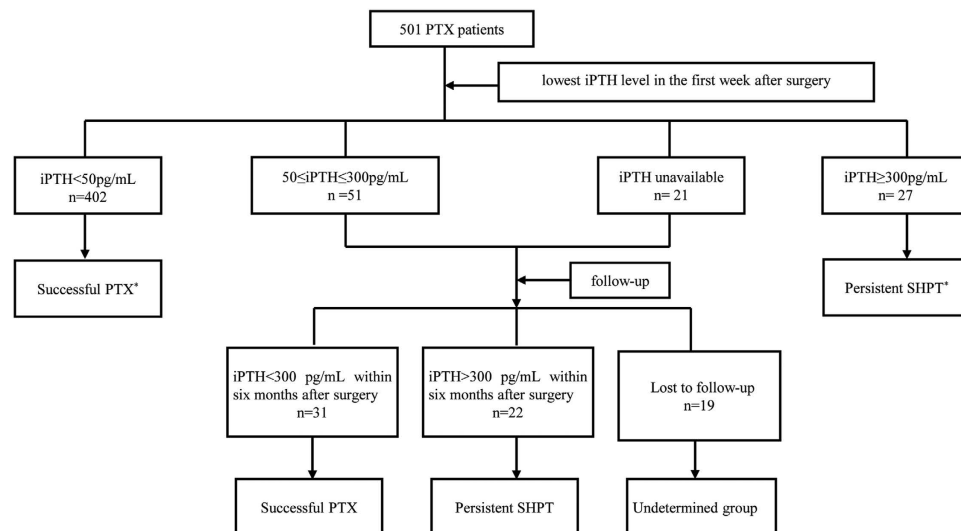 501 PTX patients
lowest iPTH level in the first week after surgery
iPTH<50pg/mL
n=402
50≤iPTH≤300pg/mL
n =51
iPTH unavailable
n= 21
iPTH≥300pg/mL
n= 27
Successful PTX*
follow-up
Persistent SHPT*
iPTH<300 pg/mL within
six months after surgery
n=31
iPTH>300 pg/mL within
six months after surgery
n=22
Lost to follow-up
n=19
Successful PTX
Persistent SHPT
Undetermined group